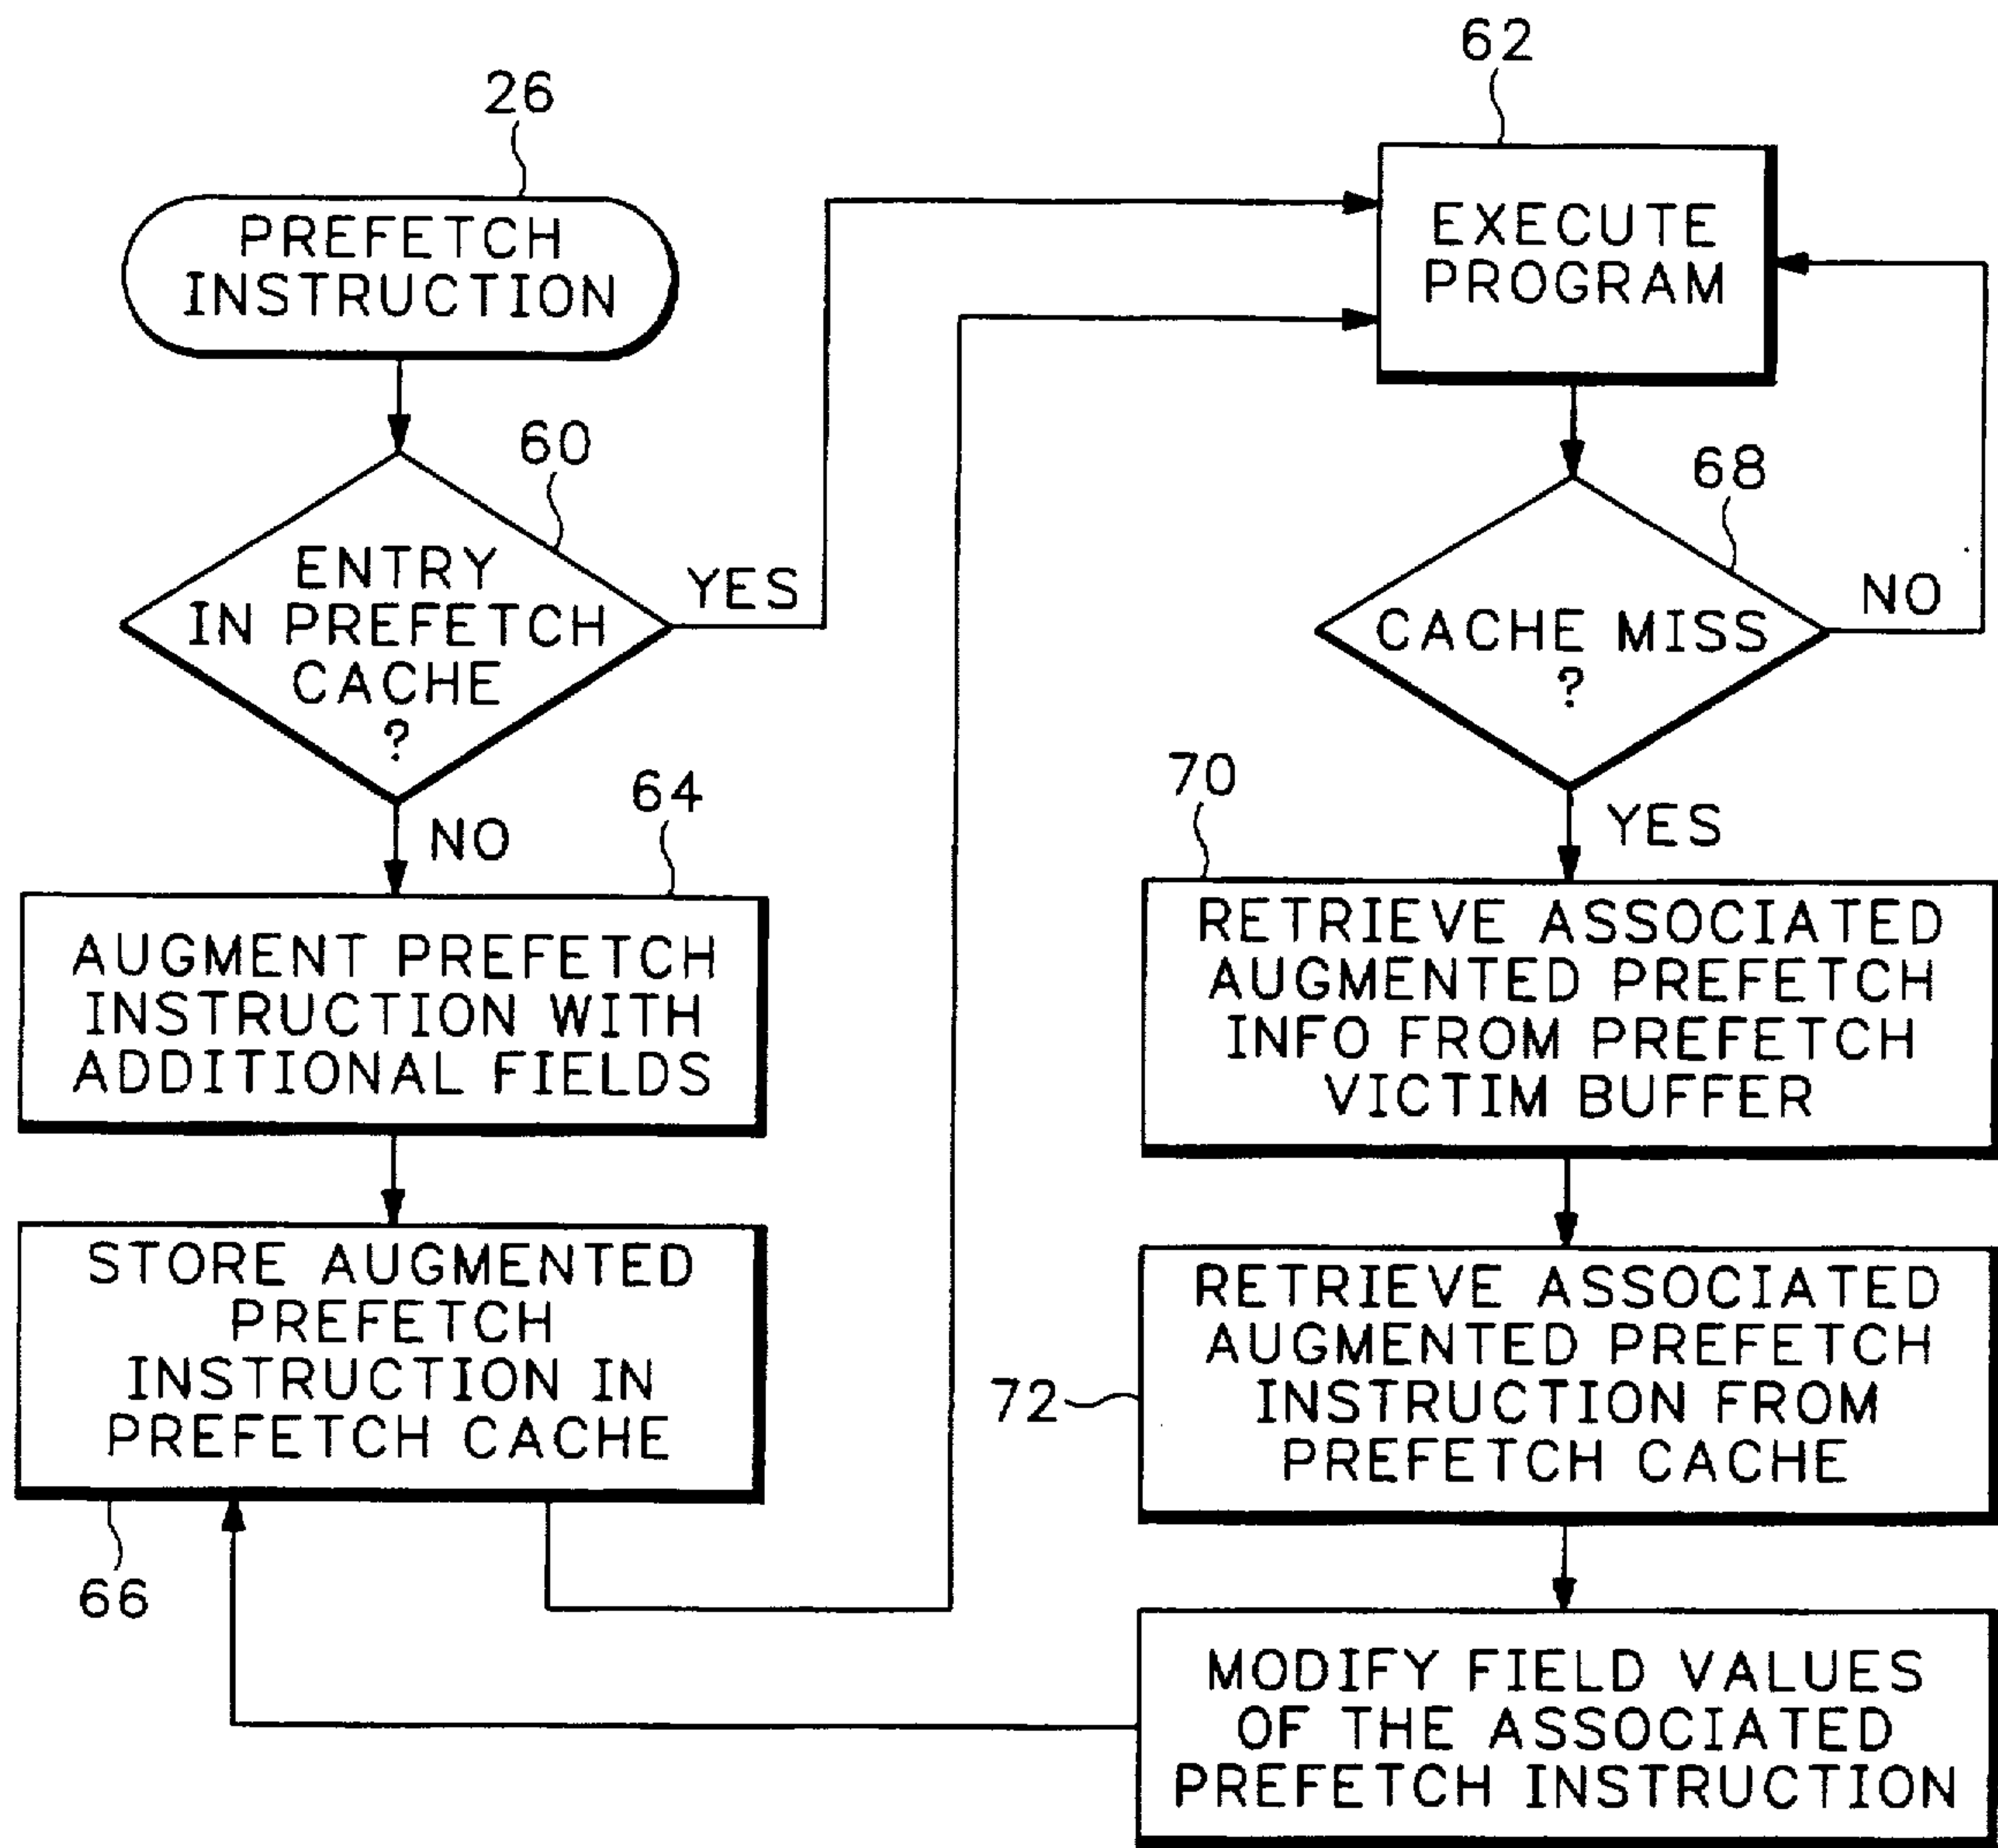 26
PREFETCH
INSTRUCTION
60
ENTRY
IN PREFETCH
CACHE
?
YES
NO
64
AUGMENT PREFETCH
INSTRUCTION WITH
ADDITIONAL FIELDS
STORE AUGMENTED
PREFETCH
INSTRUCTION IN
PREFETCH CACHE
66
62
EXECUTE
PROGRAM
68
CACHE MISS
?
NO
YES
70
RETRIEVE ASSOCIATED
AUGMENTED PREFETCH
INFO FROM PREFETCH
VICTIM BUFFER
72
RETRIEVE ASSOCIATED
AUGMENTED PREFETCH
INSTRUCTION FROM
PREFETCH CACHE
MODIFY FIELD VALUES
OF THE ASSOCIATED
PREFETCH INSTRUCTION